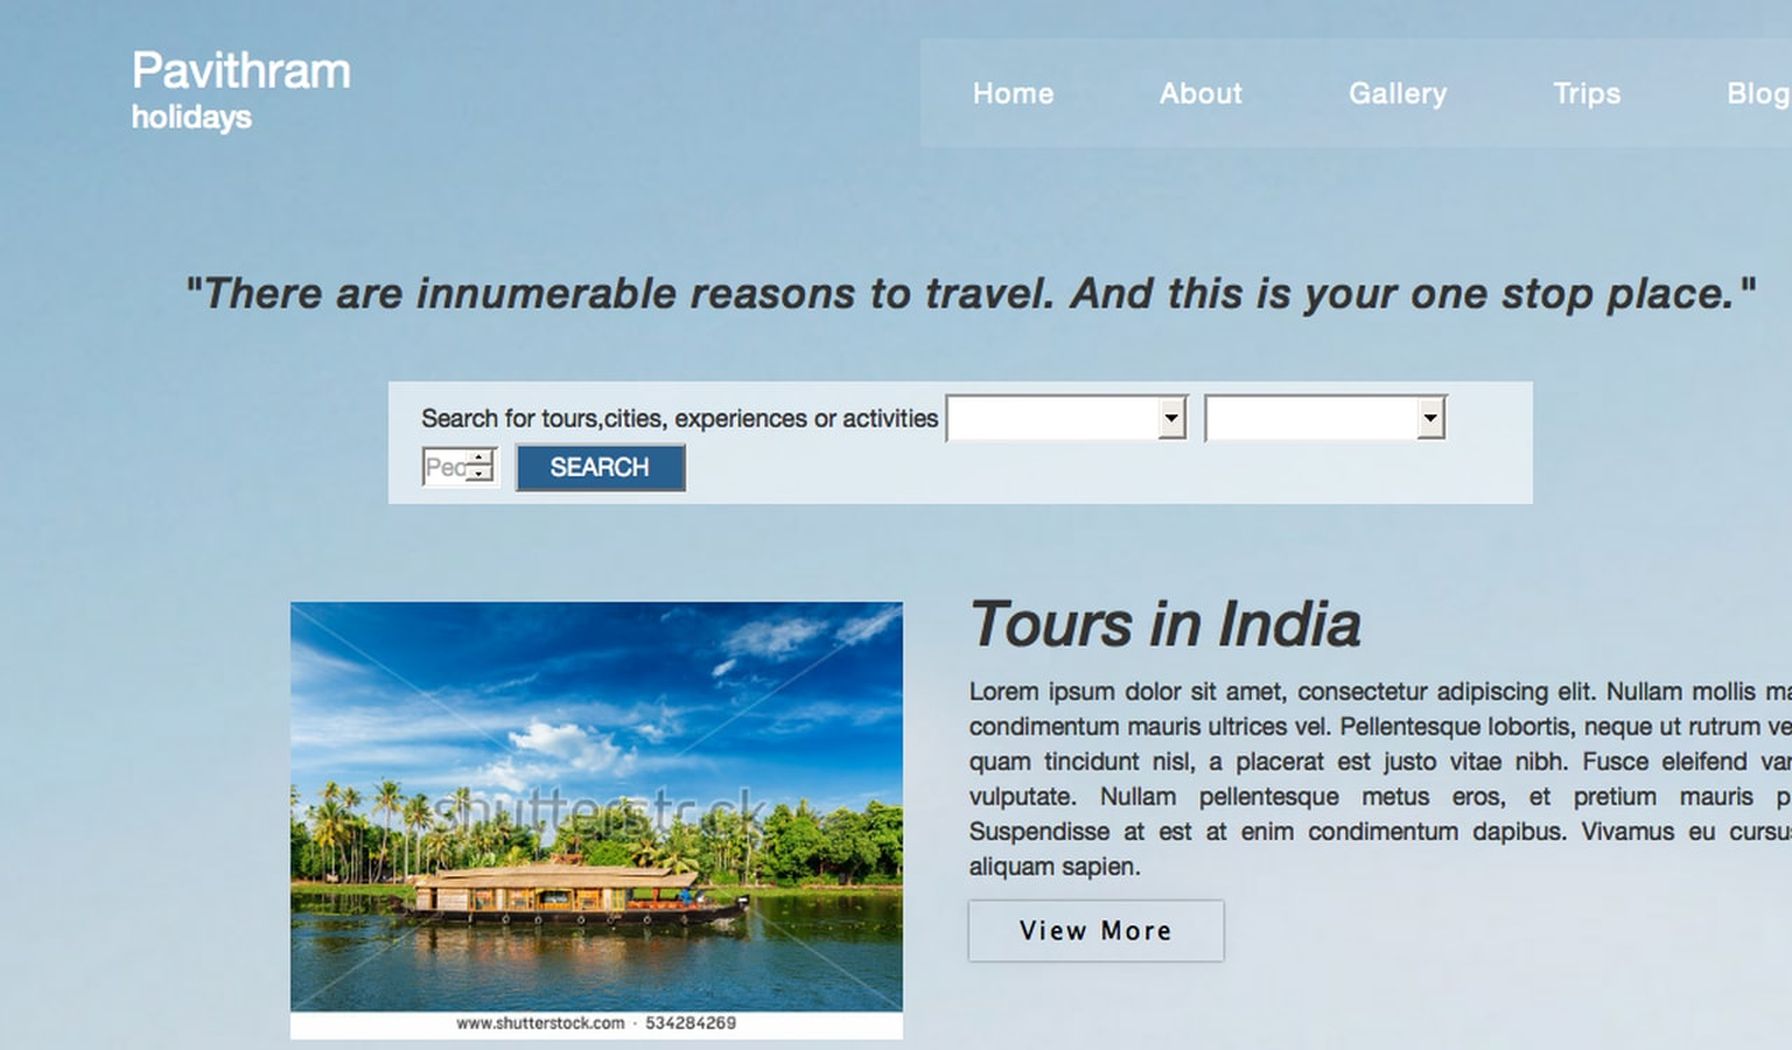 Pavithram
holidays
Home About Gallery Trips Blog
"There are innumerable reasons to travel. And this is your one stop place."
Search for tours,cities, experiences or activities
Peo SEARCH
Tours in India
Lorem ipsum dolor sit amet, consectetur adipiscing elit. Nullam mollis
condimentum mauris ultrices vel. Pellentesque lobortis, neque ut rutrum
quam tincidunt nisl, a placerat est justo vitae nibh. Fusce eleifend
vulputate. Nullam pellentesque metus eros, et pretium mauris
Suspendisse at est at enim condimentum dapibus. Vivamus eu
aliquam sapien.
View More
shutterstock
www.shutterstock.com · 534284269